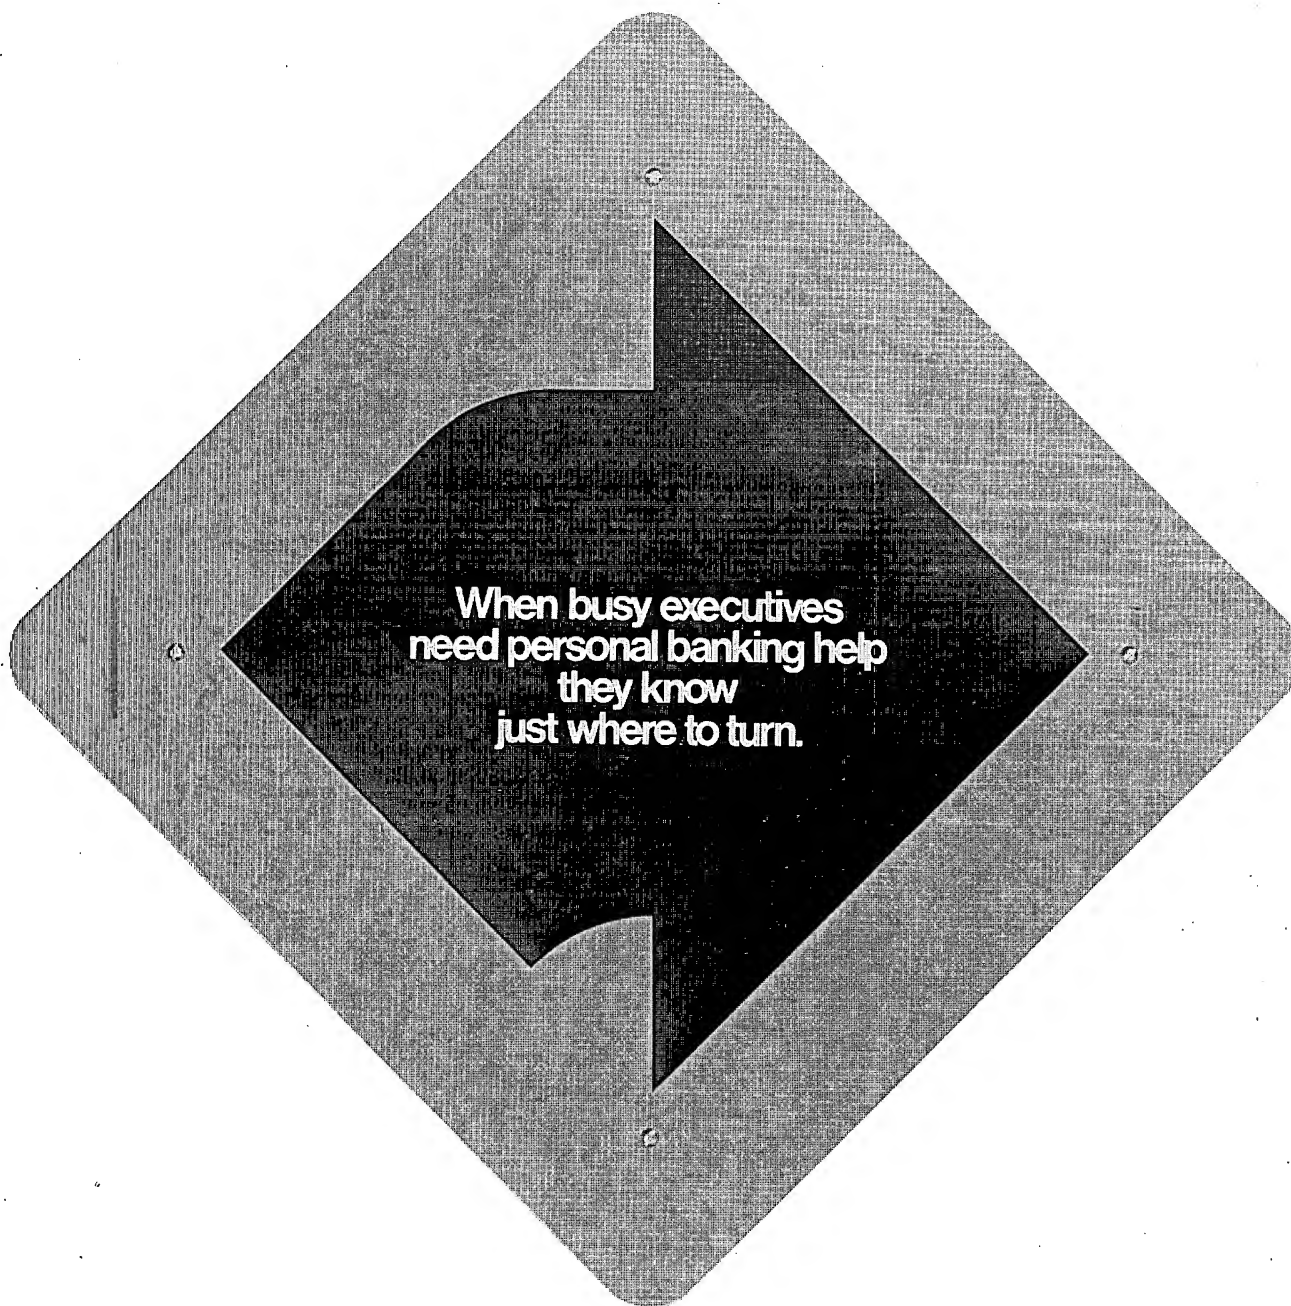 When busy executives
need personal banking help
they know
just where to turn.